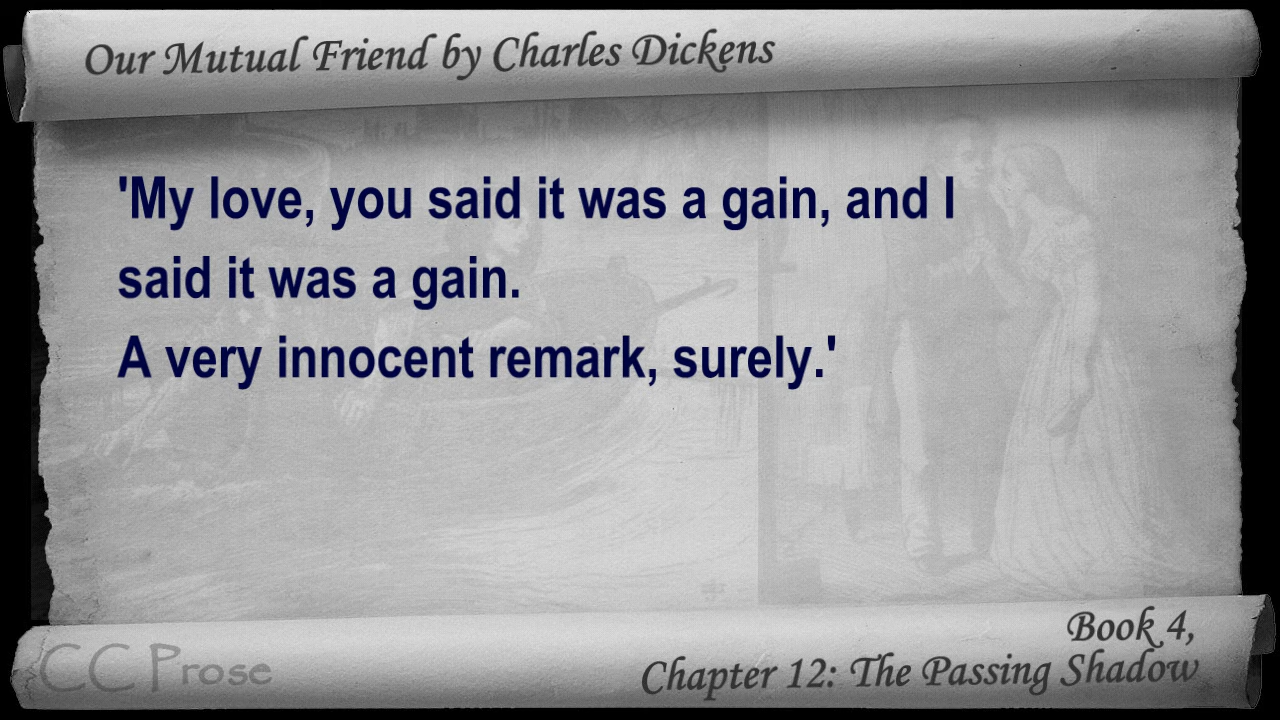 Our Mutual Friend by Charles Dickens
'My love, you said it was a gain, and I
said it was a gain.
A very innocent remark, surely.'
Book 4,
Chapter 12: The Passing Shadow
CC Prose